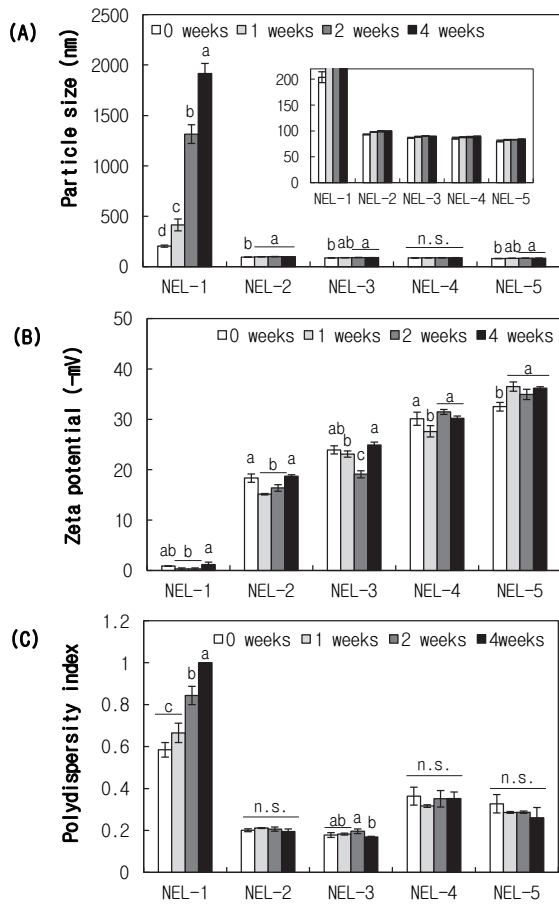 (A)
Particle size (nm)
0 weeks 1 weeks 2 weeks 4 weeks
2500
2000
1500
1000
500
0
d c b a
b a
b ab a
n.s.
b ab a
200
150
100
50
0
NEL-1 NEL-2 NEL-3 NEL-4 NEL-5
NEL-1 NEL-2 NEL-3 NEL-4 NEL-5
(B)
Zeta potential (-mV)
0 weeks 1 weeks 2 weeks 4 weeks
50
40
30
20
10
0
ab b a
a b a
ab b c a
a b a
b a
NEL-1 NEL-2 NEL-3 NEL-4 NEL-5
(C)
Polydispersity index
0 weeks 1 weeks 2 weeks 4weeks
1.2
1
0.8
0.6
0.4
0.2
0
c b a
n.s.
ab a b
n.s.
n.s.
NEL-1 NEL-2 NEL-3 NEL-4 NEL-5